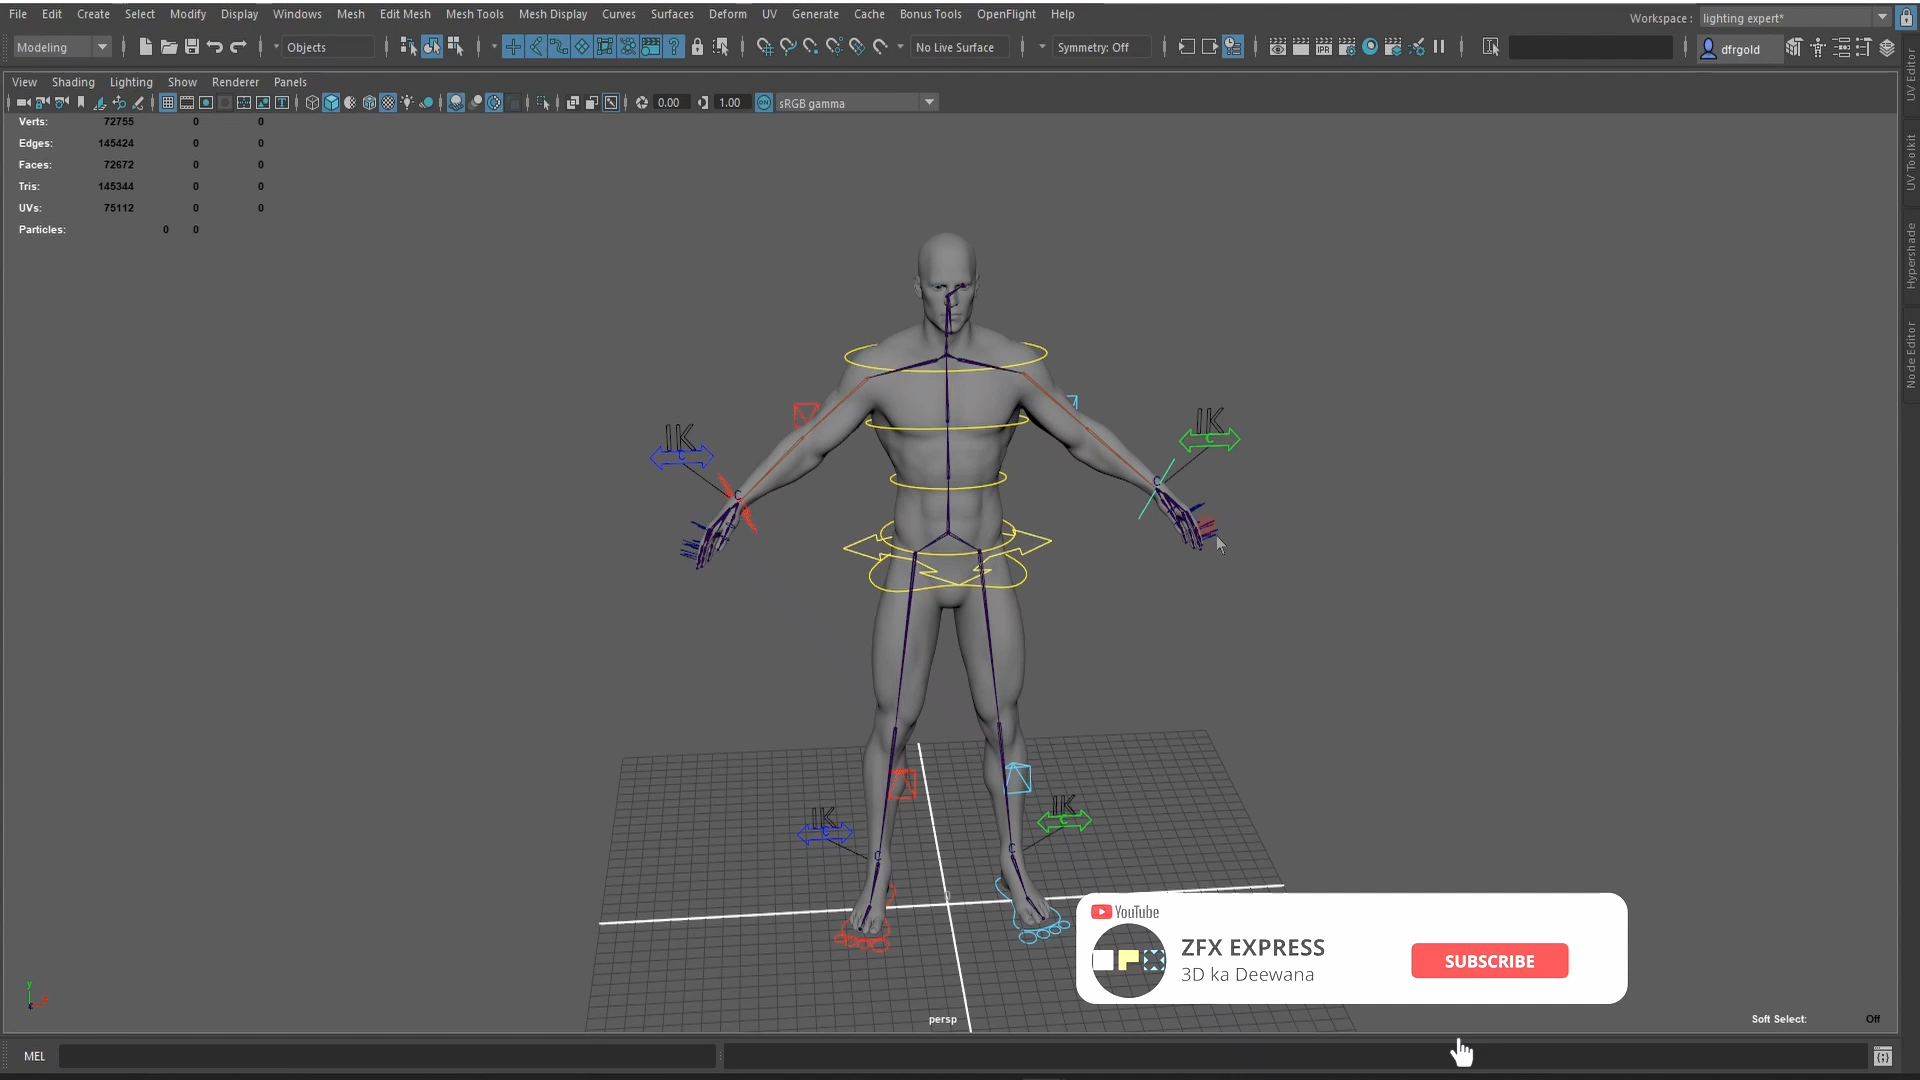 File Edit Create Select Modify Display Windows Mesh Edit Mesh Mesh Tools Mesh Display Curves Surfaces Deform UV Generate Cache Bonus Tools OpenFlight Help
Workspace : lighting expert*
Modeling Objects No Live Surface Symmetry: Off IPR dfrgold
View Shading Lighting Show Renderer Panels
0.00 1.00 ON sRGB gamma
Verts: 72755 0 0
Edges: 145424 0 0
Faces: 72672 0 0
Tris: 145344 0 0
UVs: 75112 0 0
Particles: 0 0
UV Editor
UV Toolkit
Hypershade
Node Editor
IK
C
IK
C
C
C
IK
C
IK
C
C
C
YouTube
ZFX EXPRESS
3D ka Deewana
SUBSCRIBE
y
persp
Soft Select: Off
MEL